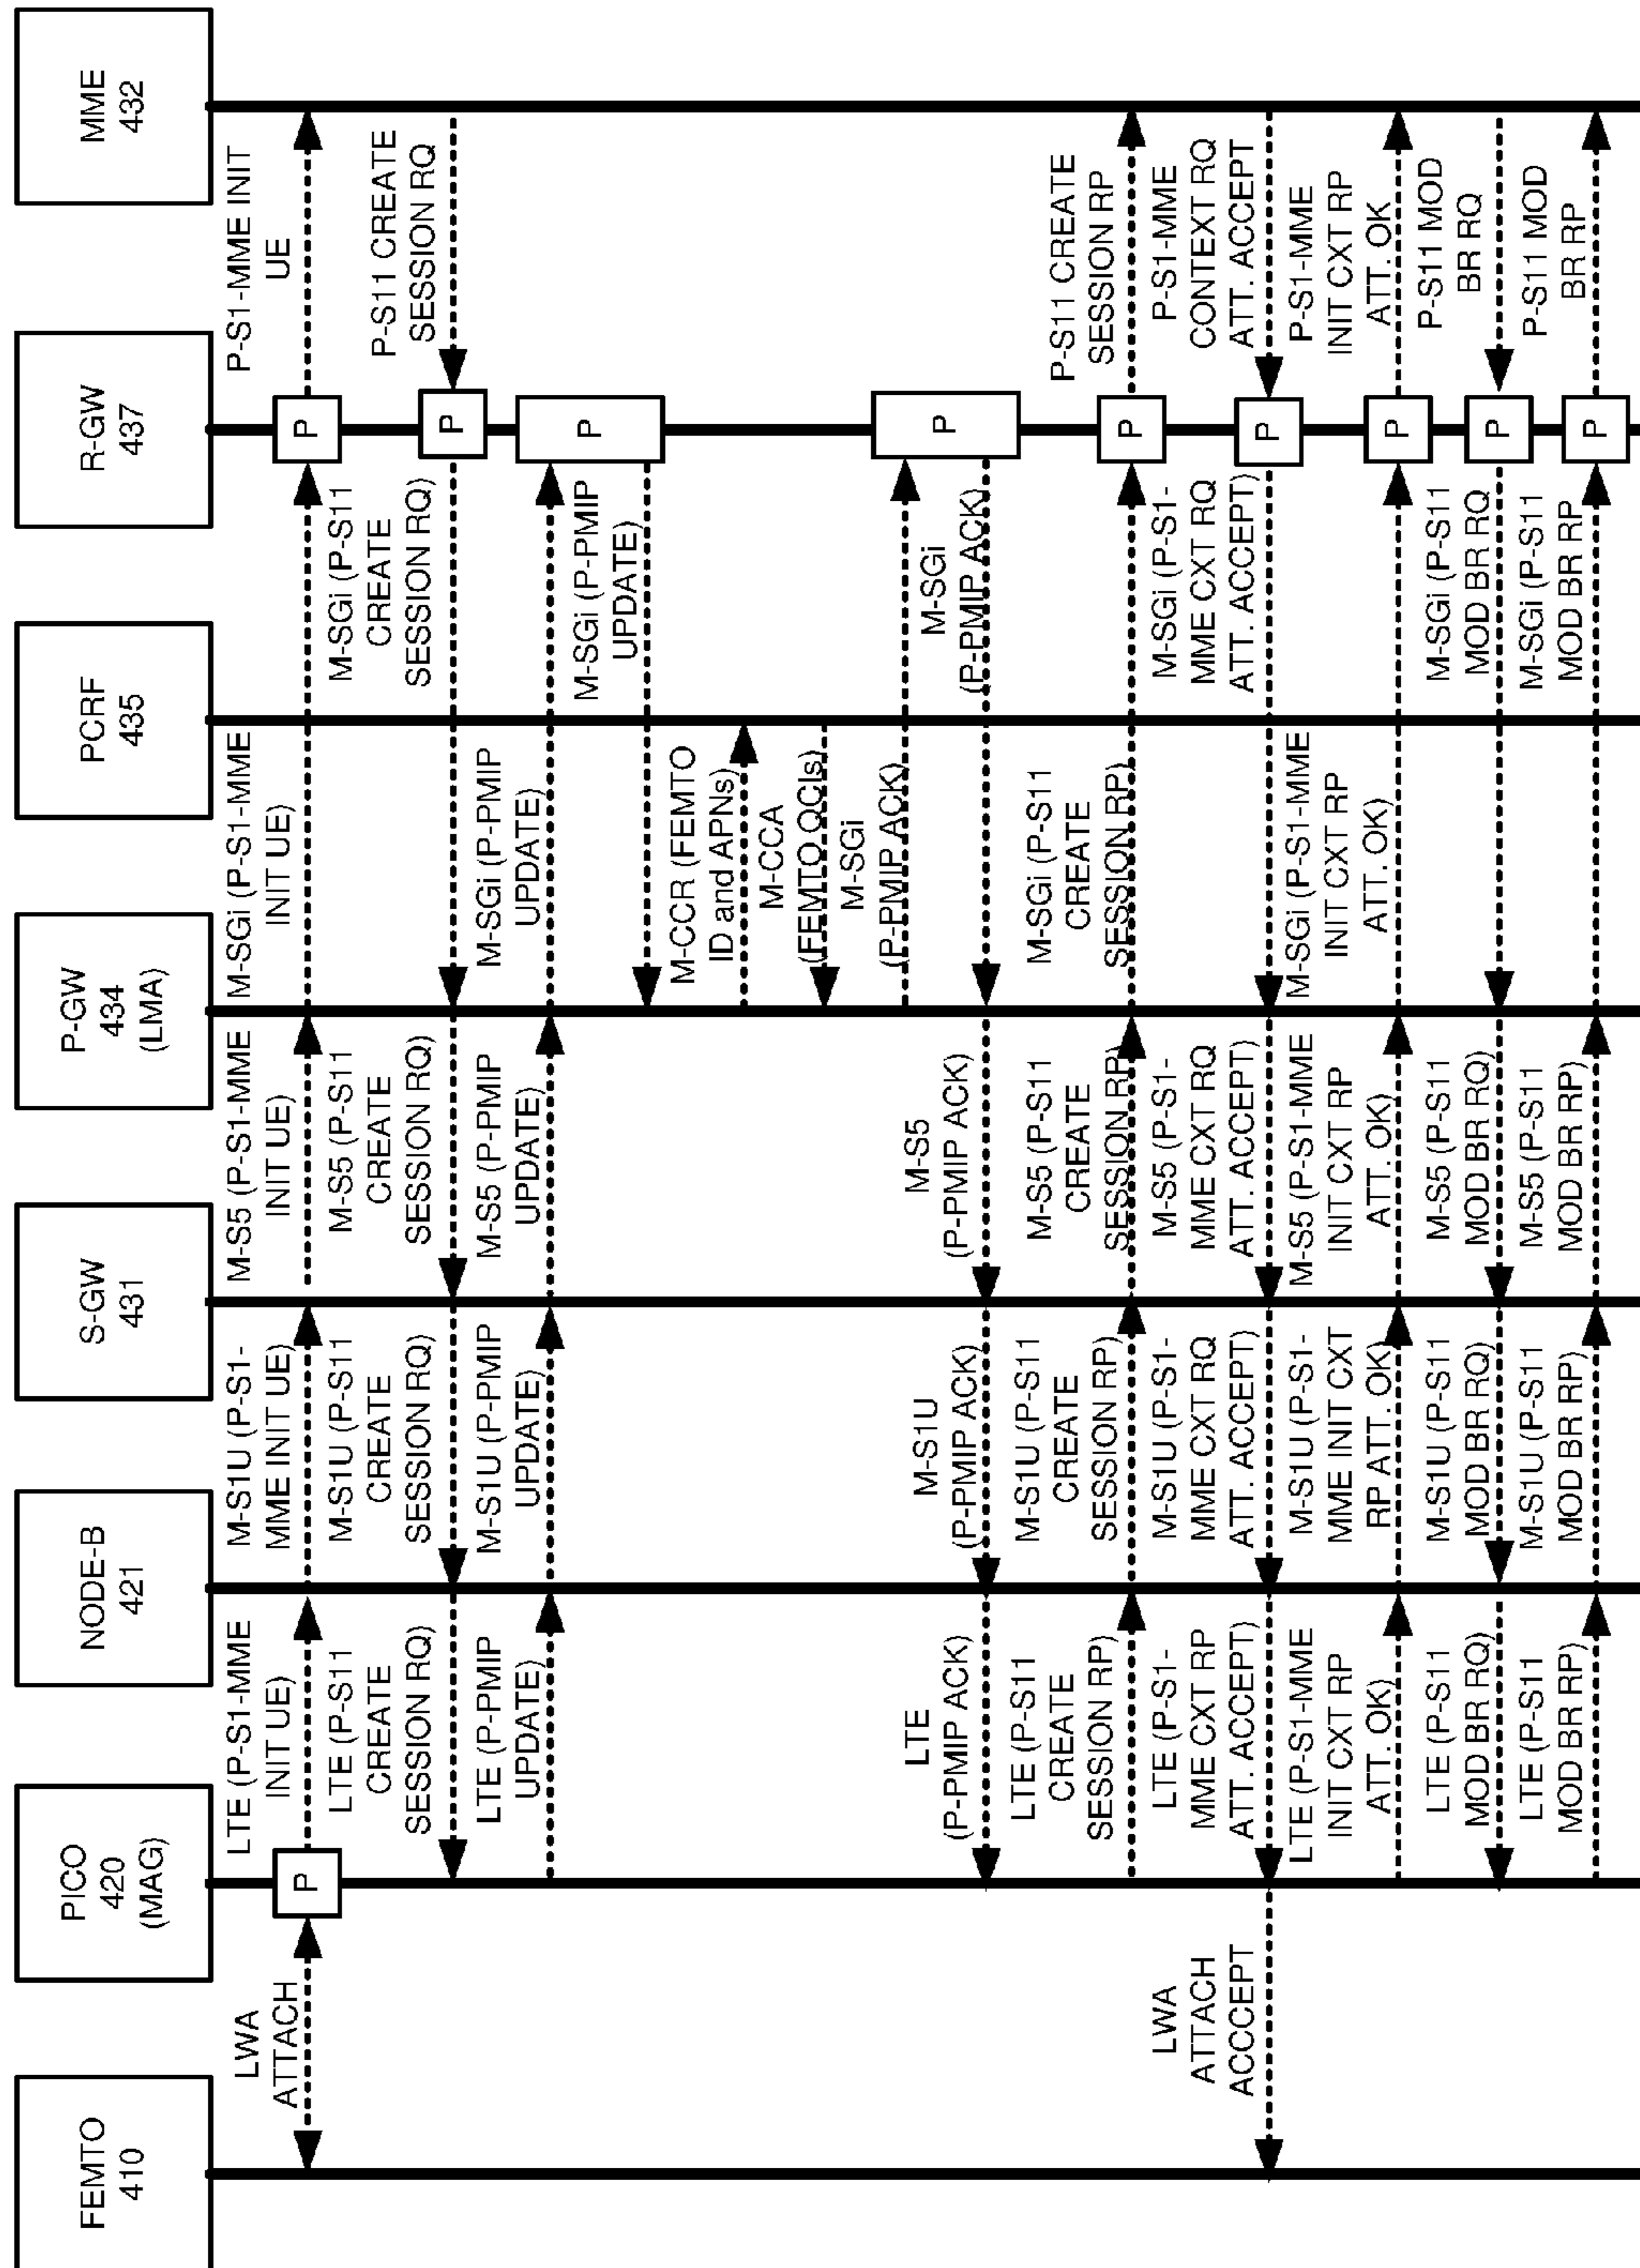 FEMTO
410
PICO
420
(MAG)
NODE-B
421
S-GW
431
P-GW
434
(LMA)
PCRF
435
R-GW
437
MME
432
LWA
ATTACH
P
LTE (P-S1-MME
INIT UE)
M-S1U (P-S1-
MME INIT UE)
M-S5 (P-S1-MME
INIT UE)
M-SGi (P-S1-MME
INIT UE)
P
P-S1-MME INIT
UE
LTE (P-S11
CREATE
SESSION RQ)
M-S1U (P-S11
CREATE
SESSION RQ)
M-S5 (P-S11
CREATE
SESSION RQ)
M-SGi (P-S11
CREATE
SESSION RQ)
P
P-S11 CREATE
SESSION RQ
LTE (P-PMIP
UPDATE)
M-S1U (P-PMIP
UPDATE)
M-S5 (P-PMIP
UPDATE)
M-SGi (P-PMIP
UPDATE)
P
M-SGi (P-PMIP
UPDATE)
M-CCR (FEMTO
ID and APNs)
M-CCA
(FEMTO QCIs)
M-SGi
(P-PMIP ACK)
P
LTE
(P-PMIP ACK)
M-S1U
(P-PMIP ACK)
M-S5
(P-PMIP ACK)
M-SGi
(P-PMIP ACK)
LTE (P-S11
CREATE
SESSION RP)
M-S1U (P-S11
CREATE
SESSION RP)
M-S5 (P-S11
CREATE
SESSION RP)
M-SGi (P-S11
CREATE
SESSION RP)
P
P-S11 CREATE
SESSION RP
LWA
ATTACH
ACCCEPT
LTE (P-S1-
MME CXT RP
ATT. ACCEPT)
M-S1U (P-S1-
MME CXT RQ
ATT. ACCEPT)
M-S5 (P-S1-
MME CXT RQ
ATT. ACCEPT)
M-SGi (P-S1-
MME CXT RQ
ATT. ACCEPT)
P
P-S1-MME
CONTEXT RQ
ATT. ACCEPT
LTE (P-S1-MME
INIT CXT RP
ATT. OK)
M-S1U (P-S1-
MME INIT CXT
RP ATT. OK)
M-S5 (P-S1-MME
INIT CXT RP
ATT. OK)
M-SGi (P-S1-MME
INIT CXT RP
ATT. OK)
P
P-S1-MME
INIT CXT RP
ATT. OK
LTE (P-S11
MOD BR RQ)
M-S1U (P-S11
MOD BR RQ)
M-S5 (P-S11
MOD BR RQ)
M-SGi (P-S11
MOD BR RQ)
P
P-S11 MOD
BR RQ
LTE (P-S11
MOD BR RP)
M-S1U (P-S11
MOD BR RP)
M-S5 (P-S11
MOD BR RP)
M-SGi (P-S11
MOD BR RP)
P
P-S11 MOD
BR RP